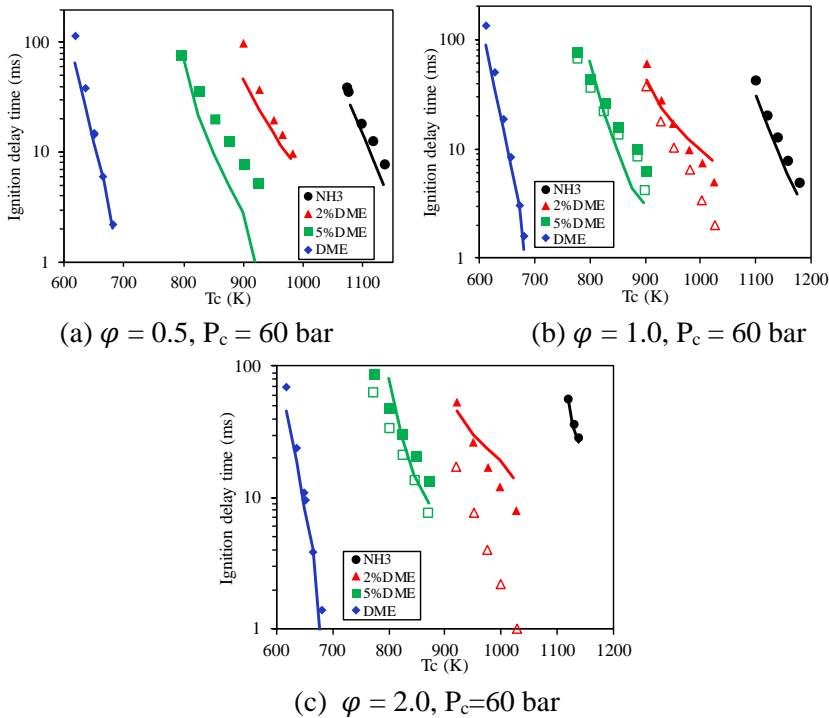 100
10
1
Ignition delay time (ms)
NH3
2%DME
5%DME
DME
600 700 800 900 1000 1100
Tc (K)
(a) φ = 0.5, Pc = 60 bar
100
10
1
Ignition delay time (ms)
NH3
2%DME
5%DME
DME
600 700 800 900 1000 1100 1200
Tc (K)
(b) φ = 1.0, Pc = 60 bar
100
10
1
Ignition delay time (ms)
NH3
2%DME
5%DME
DME
600 700 800 900 1000 1100 1200
Tc (K)
(c) φ = 2.0, Pc=60 bar